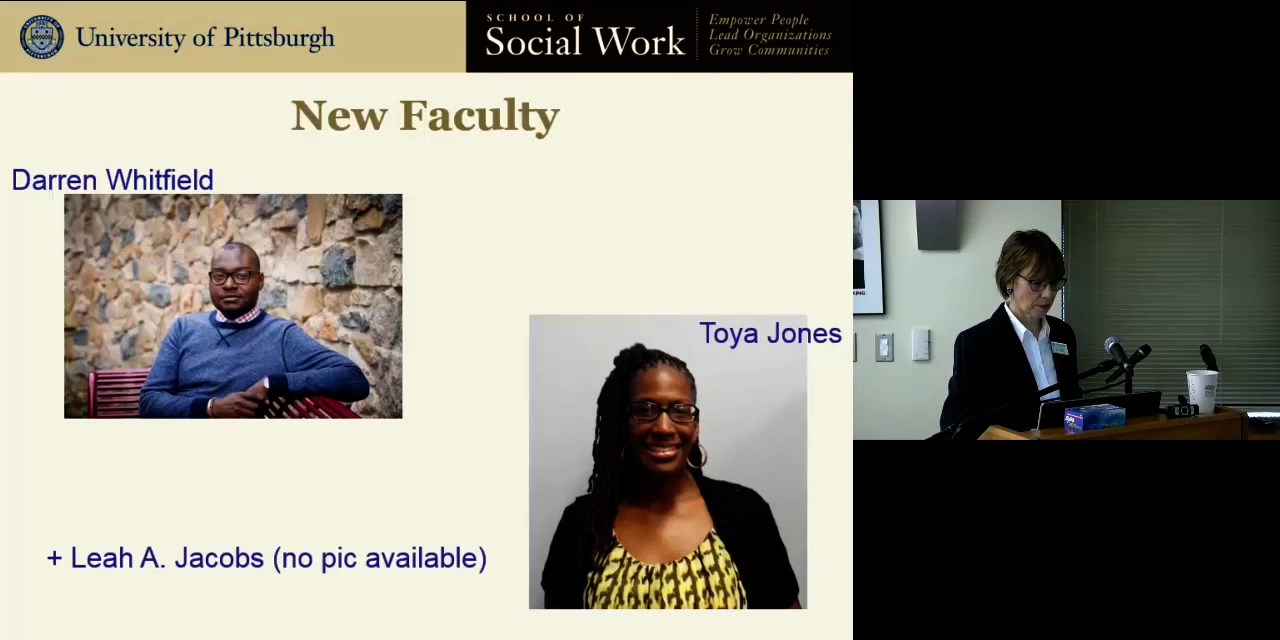 University of Pittsburgh
SCHOOL OF
Social Work
Empower People
Lead Organizations
Grow Communities
New Faculty
Darren Whitfield
Toya Jones
+ Leah A. Jacobs (no pic available)